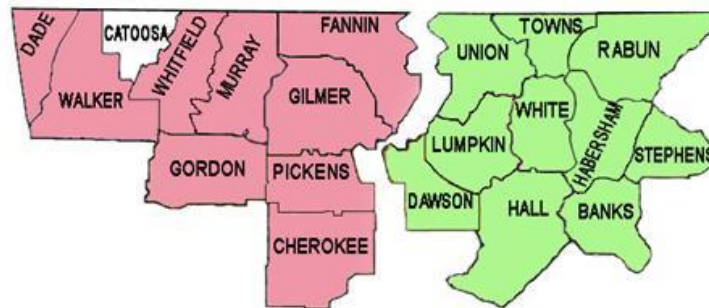 DADE
CATOOSA
WHITFIELD
MURRAY
FANNIN
WALKER
GILMER
GORDON
PICKENS
CHEROKEE
TOWNS
UNION
RABUN
WHITE
HABERSHAM
LUMPKIN
STEPHENS
DAWSON
HALL
BANKS